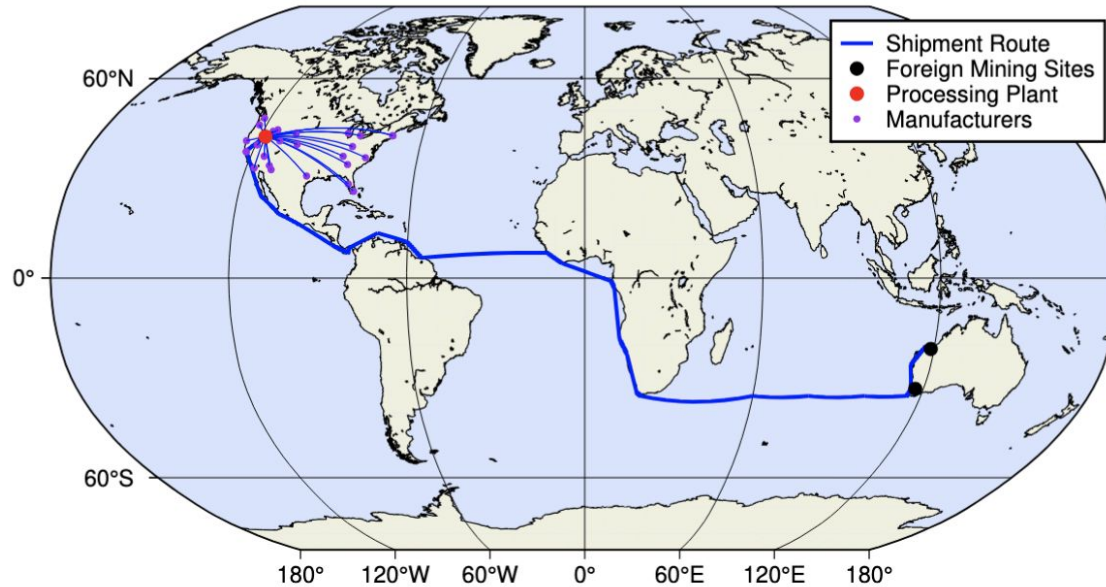 Shipment Route
Foreign Mining Sites
Processing Plant
Manufacturers
60°N
0°
60°S
180° 120°W 60°W 0° 60°E 120°E 180°